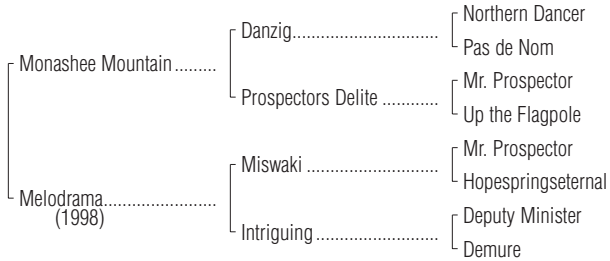 Northern Dancer
Danzig......................................
Pas de Nom
Monashee Mountain.........
Mr. Prospector
Prospectors Delite..............
Up the Flagpole
Mr. Prospector
Miswaki..................................
Hopespringseternal
Melodrama........................
(1998)
Deputy Minister
Intriguing................................
Demure